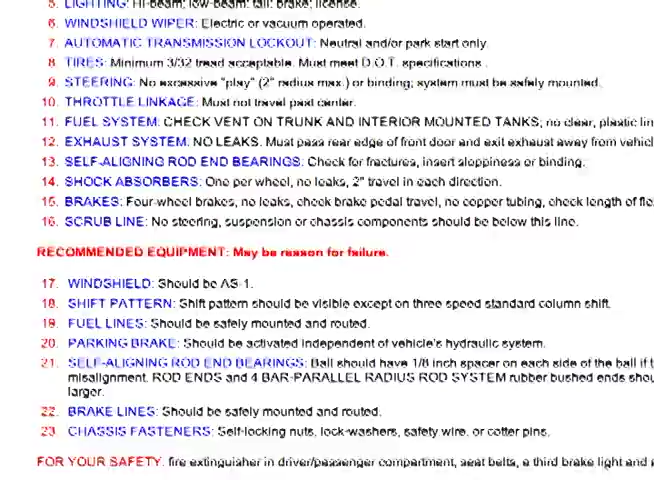 5. LIGHTING: Hi-beam; low-beam: tail: brake; license.
6. WINDSHIELD WIPER: Electric or vacuum operated.
7. AUTOMATIC TRANSMISSION LOCKOUT: Neutral and/or park start only.
8. TIRES: Minimum 3/32 tread acceptable. Must meet D.O.T. specifications .
9. STEERING: No excessive "play" (2" radius max.) or binding; system must be safely mounted.
10. THROTTLE LINKAGE: Must not travel past center.
11. FUEL SYSTEM: CHECK VENT ON TRUNK AND INTERIOR MOUNTED TANKS; no clear, plastic lin
12. EXHAUST SYSTEM: NO LEAKS. Must pass rear edge of front door and exit exhaust away from vehicl
13. SELF-ALIGNING ROD END BEARINGS: Check for fractures, insert sloppiness or binding.
14. SHOCK ABSORBERS: One per wheel, no leaks, 2" travel in each direction.
15. BRAKES: Four-wheel brakes, no leaks, check brake pedal travel, no copper tubing, check length of fle
16. SCRUB LINE: No steering, suspension or chassis components should be below this line.
RECOMMENDED EQUIPMENT: May be reason for failure.
17. WINDSHIELD: Should be AS-1.
18. SHIFT PATTERN: Shift pattern should be visible except on three speed standard column shift.
19. FUEL LINES: Should be safely mounted and routed.
20. PARKING BRAKE: Should be activated independent of vehicle's hydraulic system.
21. SELF-ALIGNING ROD END BEARINGS: Ball should have 1/8 inch spacer on each side of the ball if t
misalignment. ROD ENDS and 4 BAR-PARALLEL RADIUS ROD SYSTEM rubber bushed ends shou
larger.
22. BRAKE LINES: Should be safely mounted and routed.
23. CHASSIS FASTENERS: Self-locking nuts, lock-washers, safety wire, or cotter pins.
FOR YOUR SAFETY: fire extinguisher in driver/passenger compartment, seat belts, a third brake light and